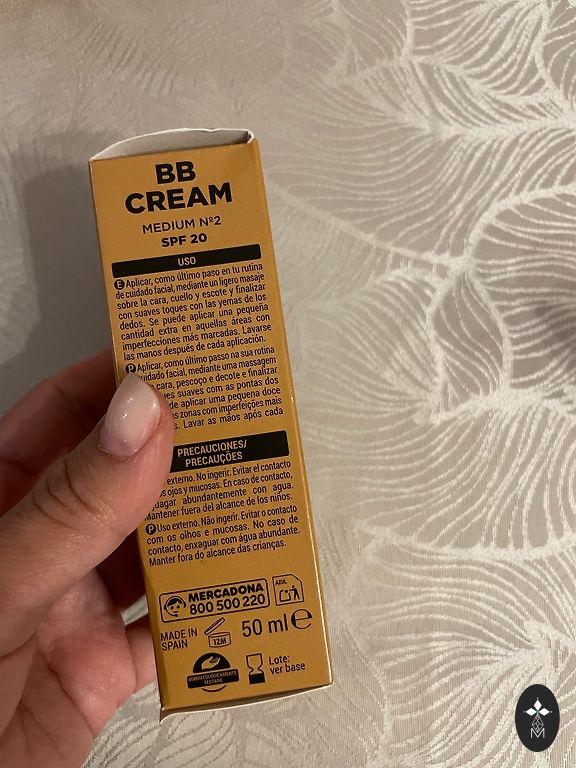 BB
CREAM
MEDIUM Nº2
SPF 20
USO
E Aplicar, como último paso en tu rutina
de cuidado facial, mediante un ligero masaje
sobre la cara, cuello y escote y finalizar
con suaves toques con las yemas de los
dedos. Se puede aplicar una pequeña
cantidad extra en aquellas áreas con
imperfecciones más marcadas. Lavarse
las manos después de cada aplicación.
P Aplicar, como último passo na sua rotina
cuidado facial, mediante uma massagem
cara, pescoço e decote e finalizar
suaves com as pontas dos
de aplicar uma pequena doce
zonas com imperfeições mais
Lavar as mãos após cada
PRECAUCIONES/
PRECAUÇÕES
externo. No ingerir. Evitar el contacto
ojos y mucosas. En caso de contacto,
abundantemente con agua.
Mantener fuera del alcance de los niños.
P Uso externo. Não ingerir. Evitar o contacto
com os olhos e mucosas. No caso de
contacto, enxaguar com água abundante.
Manter fora do alcance das crianças.
MERCADONA
800 500 220
AZUL
MADE IN
SPAIN
12M
50 ml e
DERMATOLÓGICAMENTE
TESTADO
Lote:
ver base